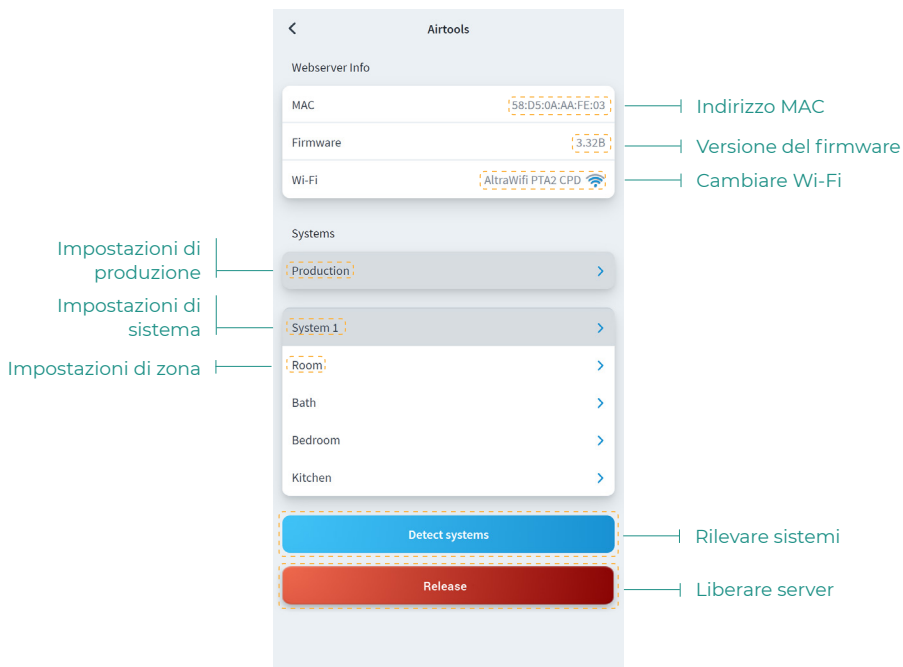 Airtools
Webserver Info
MAC 58:D5:0A:AA:FE:03 Indirizzo MAC
Firmware 3.32B Versione del firmware
Wi-Fi AltraWifi PTA2 CPD Cambiare Wi-Fi
Systems
Impostazioni di
produzione
Production
Impostazioni di
sistema
System 1
Impostazioni di zona
Room
Bath
Bedroom
Kitchen
Detect systems Rilevare sistemi
Release Liberare server